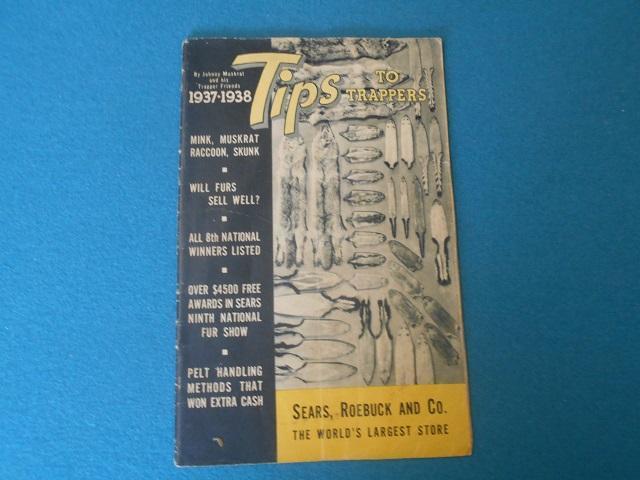 By Johnny Muskrat
and his
Trapper Friends
1937-1938
Tips TO
TRAPPERS
MINK, MUSKRAT
RACCOON, SKUNK
WILL FURS
SELL WELL?
ALL 8th NATIONAL
WINNERS LISTED
OVER $4500 FREE
AWARDS IN SEARS
NINTH NATIONAL
FUR SHOW
PELT HANDLING
METHODS THAT
WON EXTRA CASH
SEARS, ROEBUCK AND CO.
THE WORLD'S LARGEST STORE